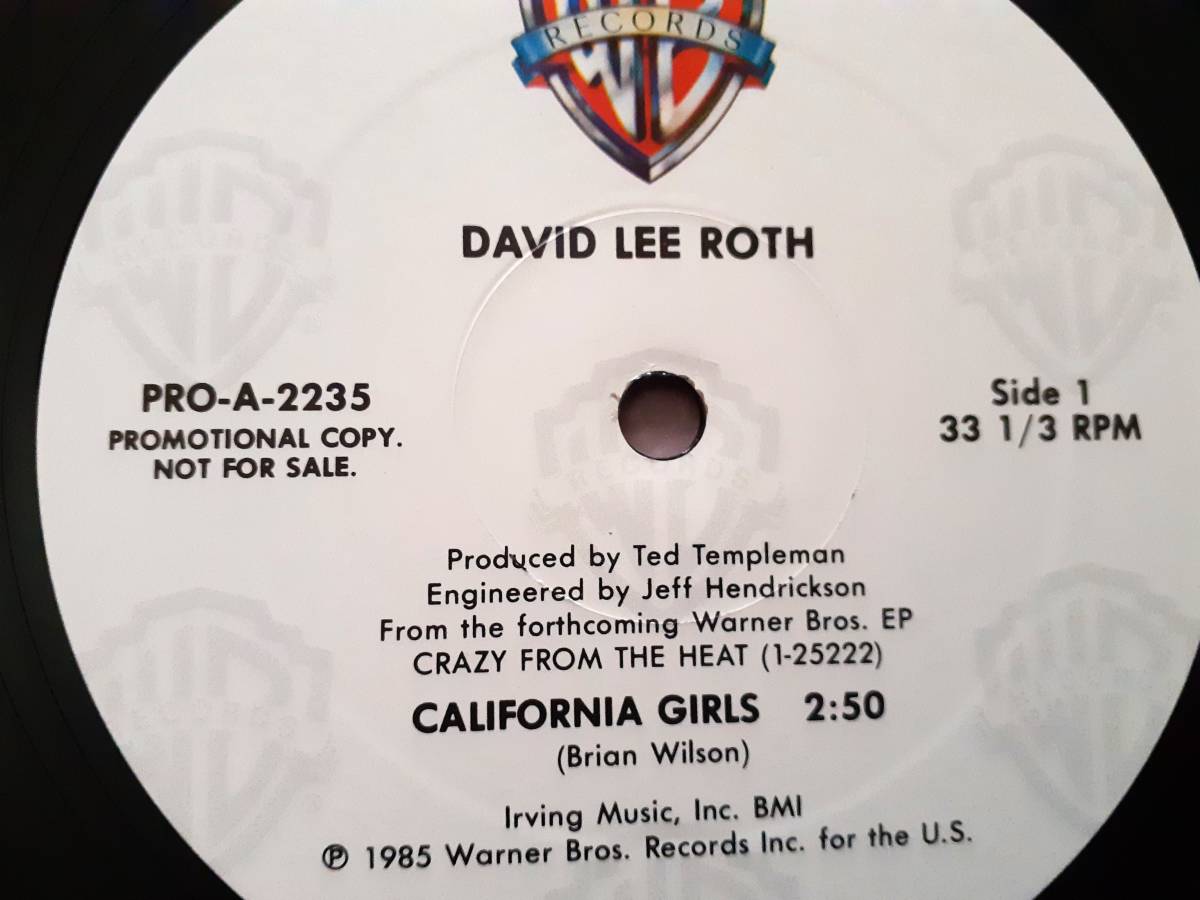 RECORDS
DAVID LEE ROTH
PRO-A-2235
PROMOTIONAL COPY.
NOT FOR SALE.
Side 1
33 1/3 RPM
Produced by Ted Templeman
Engineered by Jeff Hendrickson
From the forthcoming Warner Bros. EP
CRAZY FROM THE HEAT (1-25222)
CALIFORNIA GIRLS 2:50
(Brian Wilson)
Irving Music, Inc. BMI
℗ 1985 Warner Bros. Records Inc. for the U.S.